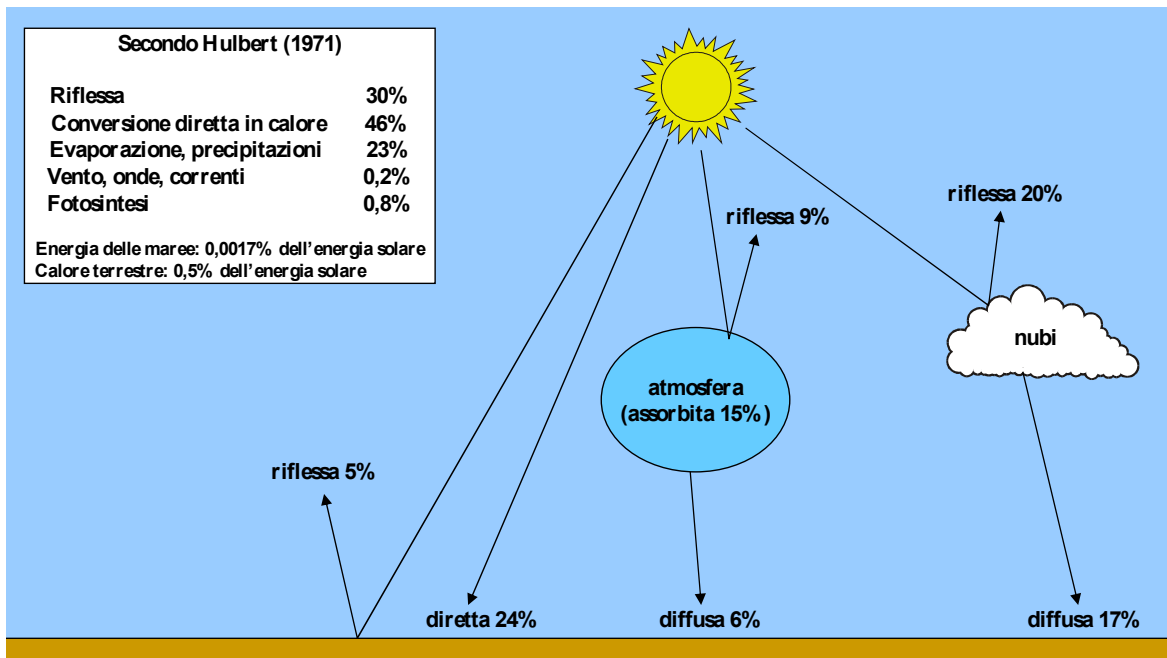 Secondo Hulbert (1971)
Riflessa 30%
Conversione diretta in calore 46%
Evaporazione, precipitazioni 23%
Vento, onde, correnti 0,2%
Fotosintesi 0,8%
Energia delle maree: 0,0017% dell'energia solare
Calore terrestre: 0,5% dell'energia solare
riflessa 9%
riflessa 20%
nubi
atmosfera
(assorbita 15%)
riflessa 5%
diretta 24%
diffusa 6%
diffusa 17%